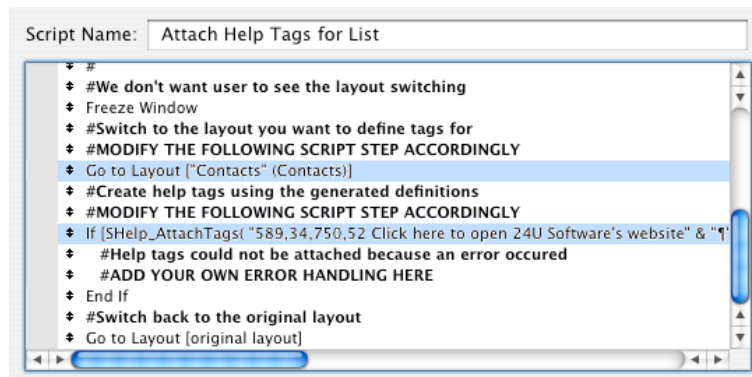 Script Name: Attach Help Tags for List
#
#We don't want user to see the layout switching
Freeze Window
#Switch to the layout you want to define tags for
#MODIFY THE FOLLOWING SCRIPT STEP ACCORDINGLY
Go to Layout ["Contacts" (Contacts)]
#Create help tags using the generated definitions
#MODIFY THE FOLLOWING SCRIPT STEP ACCORDINGLY
If [SHelp_AttachTags( "589,34,750,52 Click here to open 24U Software's website" & "¶"
#Help tags could not be attached because an error occured
#ADD YOUR OWN ERROR HANDLING HERE
End If
#Switch back to the original layout
Go to Layout [original layout]